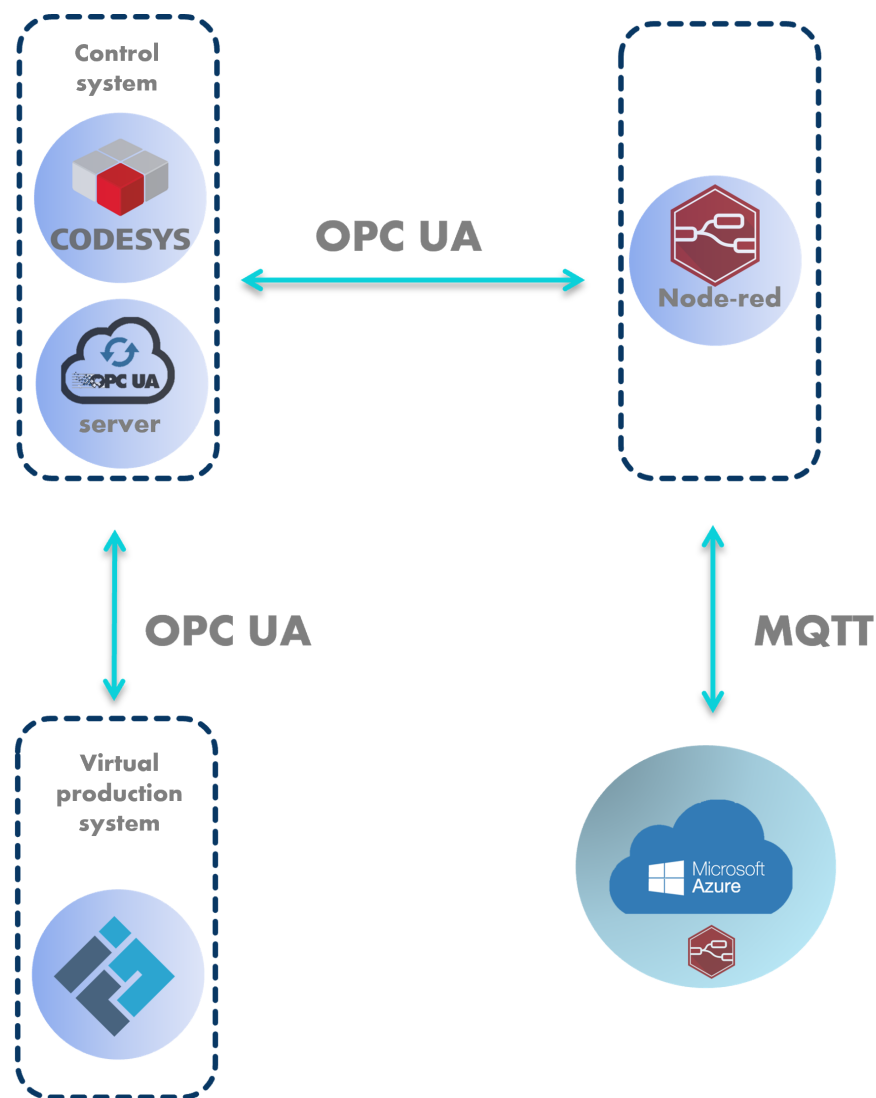 Control
system
CODESYS
OPC UA
server
OPC UA
Node-red
OPC UA
MQTT
Virtual
production
system
Microsoft
Azure